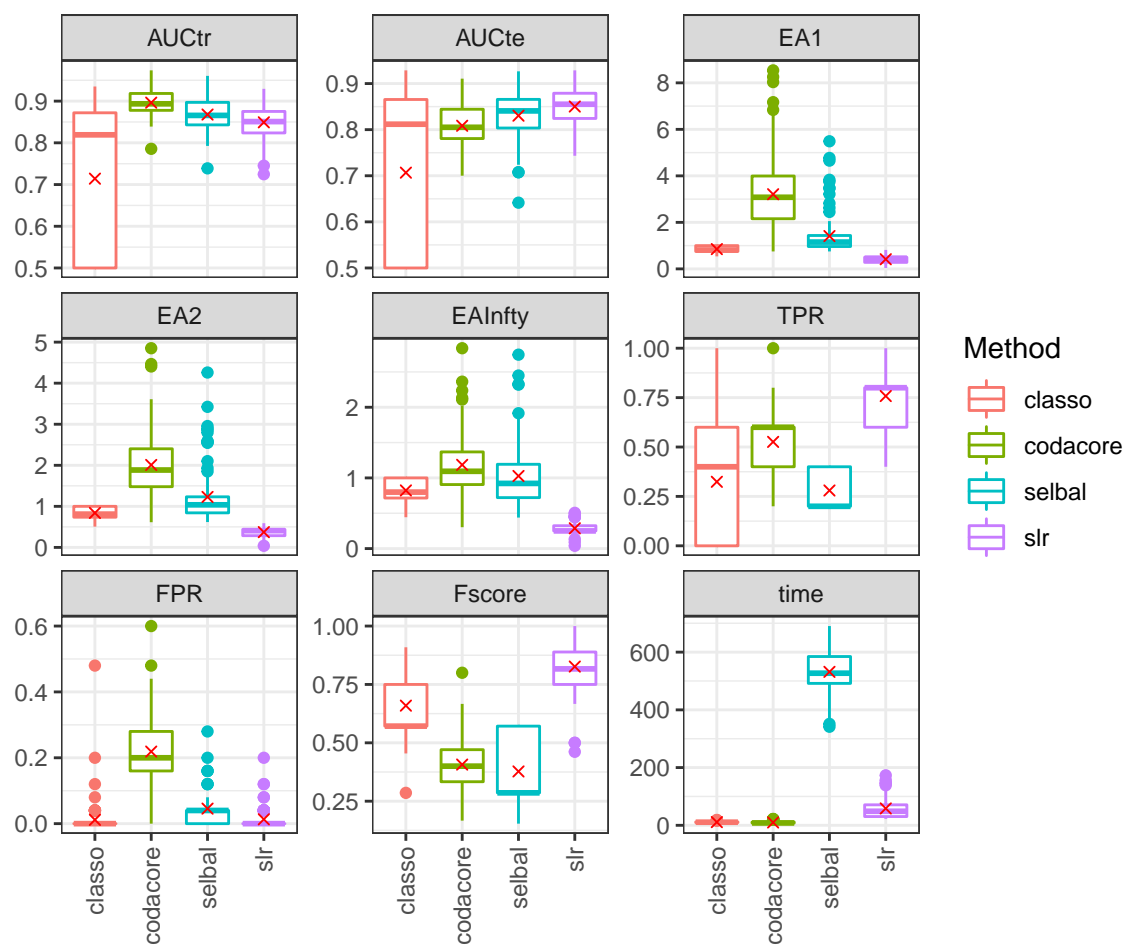 AUCtr AUCte EA1
0.9 0.9 8
0.8 0.8 6
0.7 0.7 4
0.6 0.6 2
0.5 0.5 0
EA2 EAInfty TPR
5 2 1.00
4 1 0.75
3 0 0.50
2 0.25
1 0.00
0
FPR Fscore time
0.6 1.00 600
0.4 0.75 400
0.2 0.50 200
0.0 0.25 0
classo codacore selbal slr
classo codacore selbal slr
classo codacore selbal slr
Method
classo
codacore
selbal
slr